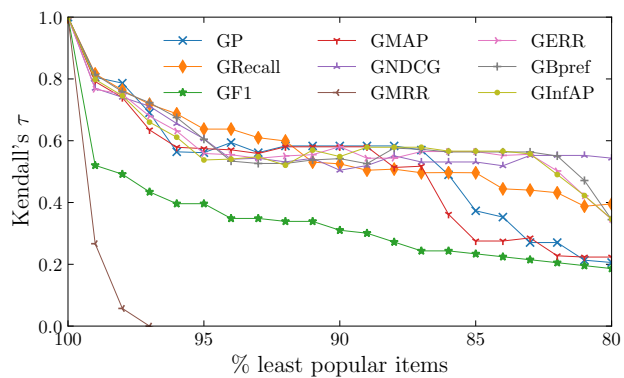 1.0
0.8
0.6
0.4
0.2
0.0
Kendall's τ
GP
GRecall
GF1
GMAP
GNDCG
GMRR
GERR
GBpref
GInfAP
100 95 90 85 80
% least popular items